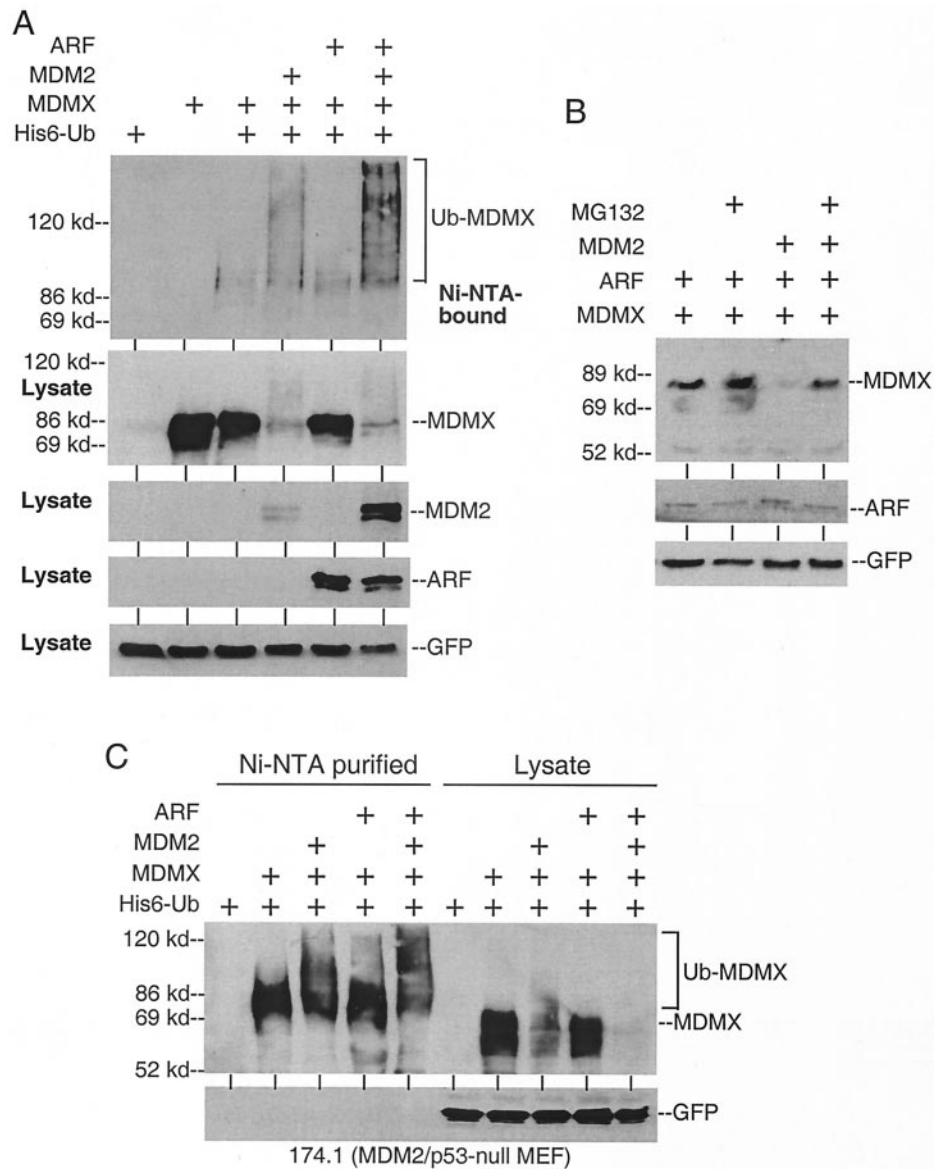 A
ARF + +
MDM2 + +
MDMX + + + + +
His6-Ub + + + + +
120 kd--
86 kd--
69 kd--
Ub-MDMX
Ni-NTA-
bound
120 kd--
Lysate
86 kd--
69 kd--
--MDMX
Lysate --MDM2
Lysate --ARF
Lysate --GFP
B
MG132 + +
MDM2 + +
ARF + + + +
MDMX + + + +
89 kd--
69 kd--
52 kd--
--MDMX
--ARF
--GFP
C
Ni-NTA purified Lysate
ARF + + + +
MDM2 + + + +
MDMX + + + + + + + +
His6-Ub + + + + + + + + + +
120 kd--
86 kd--
69 kd--
52 kd--
Ub-MDMX
--MDMX
--GFP
174.1 (MDM2/p53-null MEF)